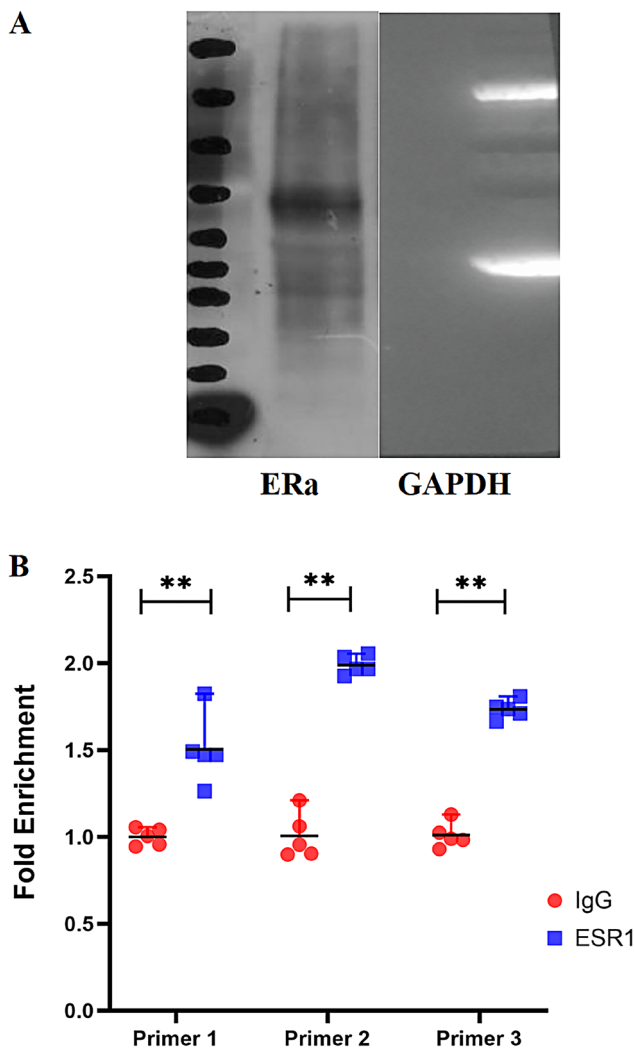 A
ERa GAPDH
B
** ** **
2.5
2.0
1.5
1.0
0.5
0.0
Fold Enrichment
IgG
ESR1
Primer 1 Primer 2 Primer 3